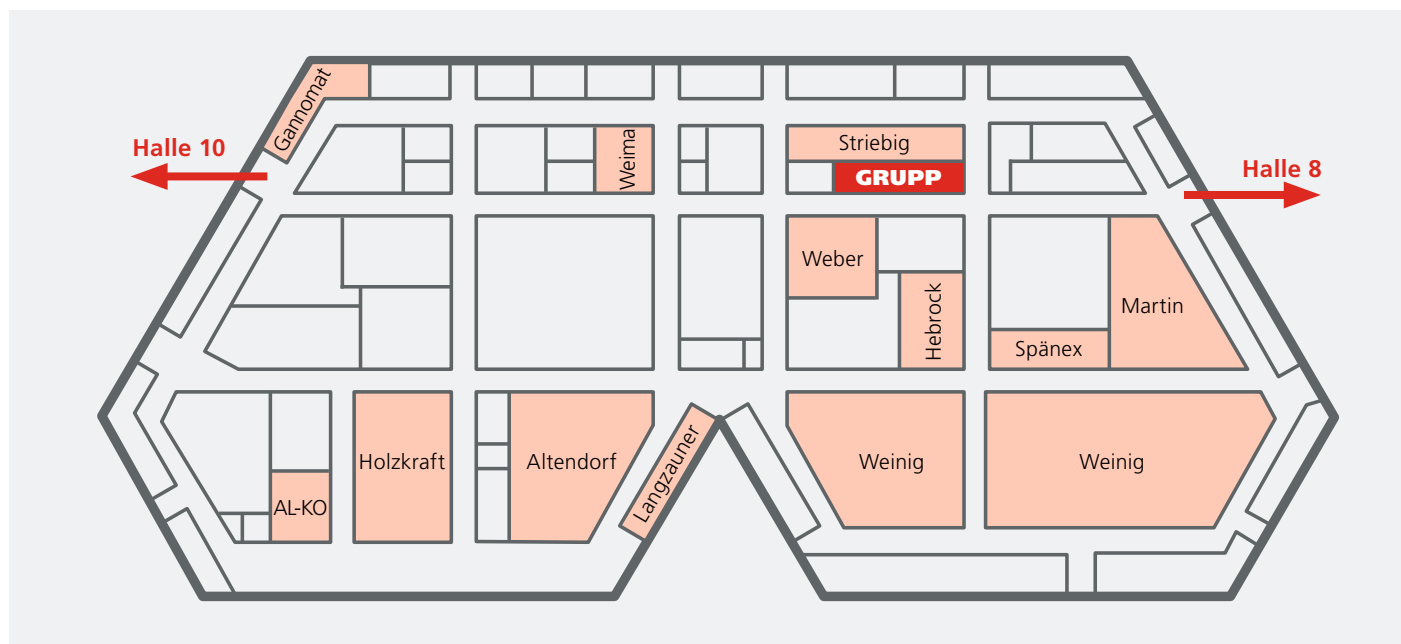 Gannomat
Halle 10
Weima
Striebig
GRUPP
Halle 8
Weber
Hebrock
Martin
Spänex
Holzkraft
Altendorf
Langzauner
Weinig
Weinig
AL-KO